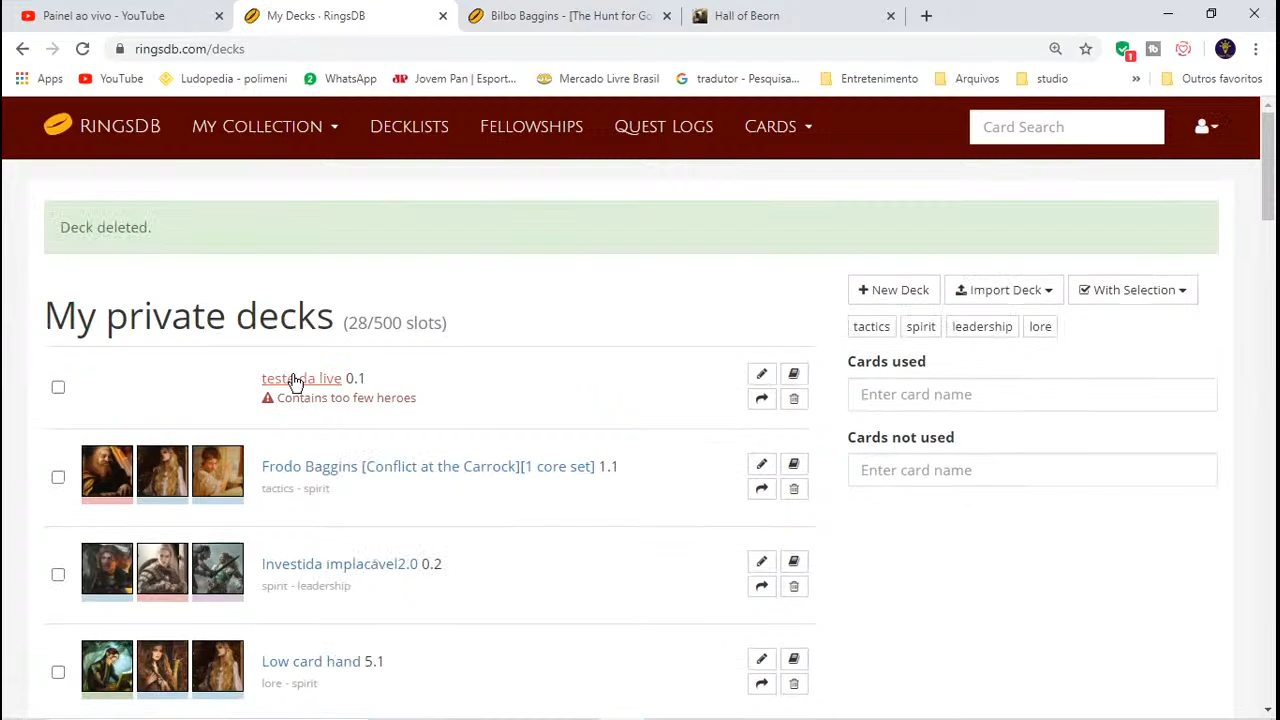 Painel ao vivo - YouTube
My Decks · RingsDB
Bilbo Baggins - [The Hunt for Go
Hall of Beorn
ringsdb.com/decks
1
Apps
YouTube
Ludopedia - polimeni
2 WhatsApp
JP Jovem Pan | Esport...
Mercado Livre Brasil
G tradutor - Pesquisa...
Entretenimento
Arquivos
studio
»
Outros favoritos
RINGSDB
MY COLLECTION
DECKLISTS
FELLOWSHIPS
QUEST LOGS
CARDS
Card Search
Deck deleted.
My private decks (28/500 slots)
da live 0.1
Contains too few heroes
Frodo Baggins [Conflict at the Carrock][1 core set] 1.1
tactics - spirit
Investida implacável2.0 0.2
spirit - leadership
Low card hand 5.1
lore - spirit
+ New Deck
Import Deck
With Selection
tactics
spirit
leadership
lore
Cards used
Enter card name
Cards not used
Enter card name